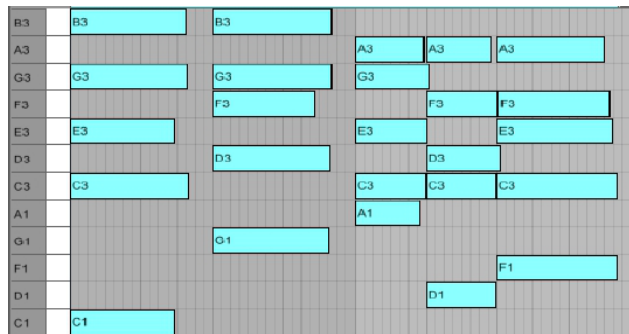 B3 B3 B3
A3 A3 A3 A3
G3 G3 G3 G3
F3 F3 F3 F3
E3 E3 E3 E3
D3 D3 D3
C3 C3 C3 C3 C3
A1 A1
G1 G1
F1 F1
D1 D1
C1 C1